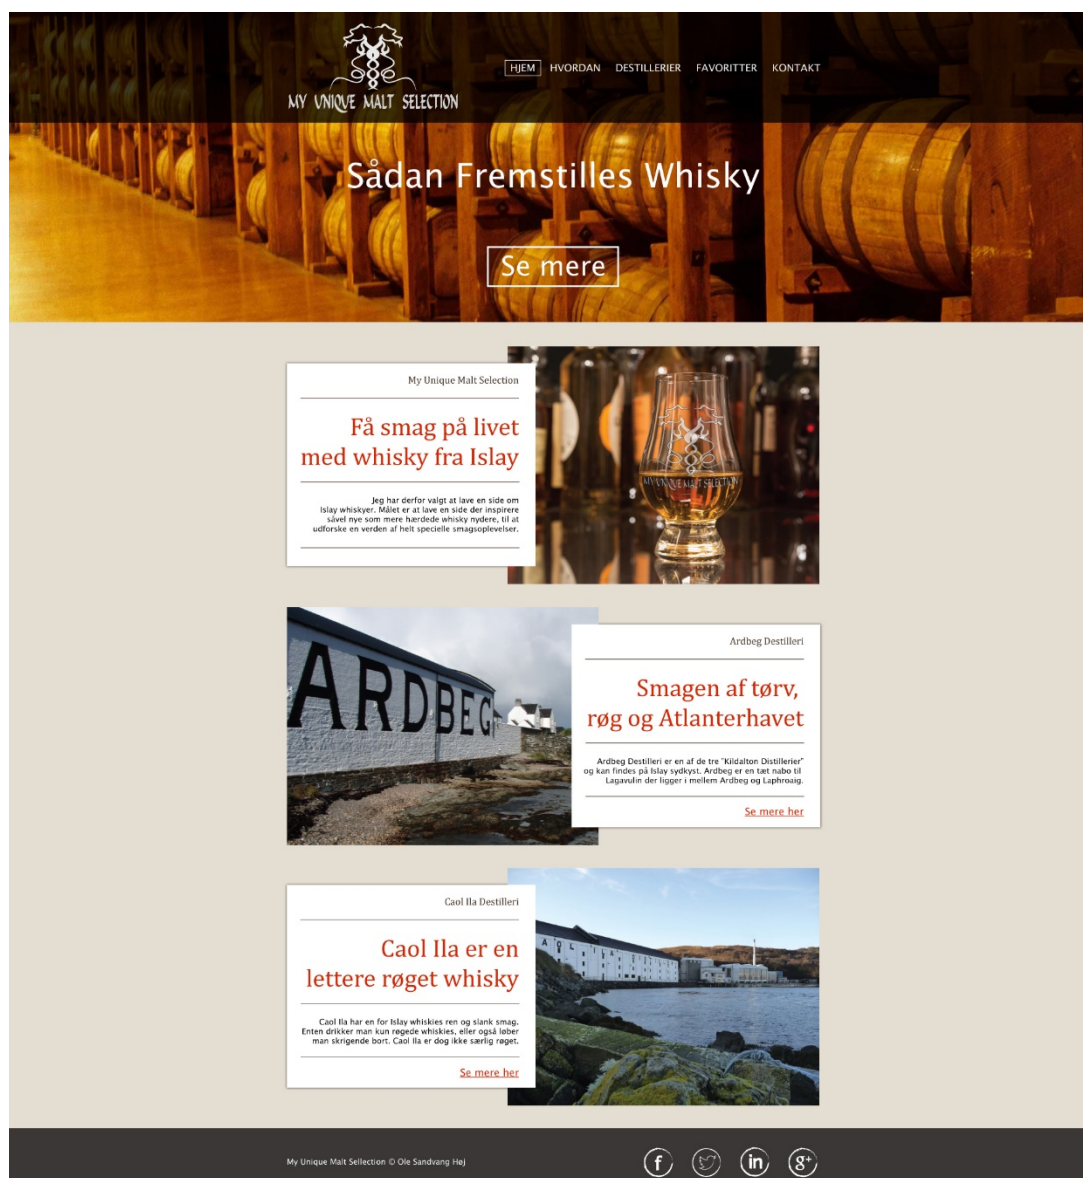 MY UNIQUE MALT SELECTION
HJEM HVORDAN DESTILLERIER FAVORITTER KONTAKT
Sådan Fremstilles Whisky
Se mere
My Unique Malt Selection
Få smag på livet
med whisky fra Islay
Jeg har derfor valgt at lave en side om
Islay whiskyer. Målet er at lave en side der inspirere
såvel nye som mere hærdede whisky nydere, til at
udforske en verden af helt specielle smagsoplevelser.
MY UNIQUE MALT SELECTION
ARDBEG
Ardbeg Destilleri
Smagen af tørv,
røg og Atlanterhavet
Ardbeg Destilleri er en af de tre "Kildalton Distillerier"
og kan findes på Islay sydkyst. Ardbeg er en tæt nabo til
Lagavulin der ligger i mellem Ardbeg og Laphroaig.
Se mere her
Caol Ila Destilleri
Caol Ila er en
lettere røget whisky
Caol Ila har en for Islay whiskies ren og slank smag.
Enten drikker man kun røgede whiskies, eller også løber
man skrigende bort. Caol Ila er dog ikke særlig røget.
Se mere her
AOL ILA
My Unique Malt Sellection © Ole Sandvang Høj
f in g+